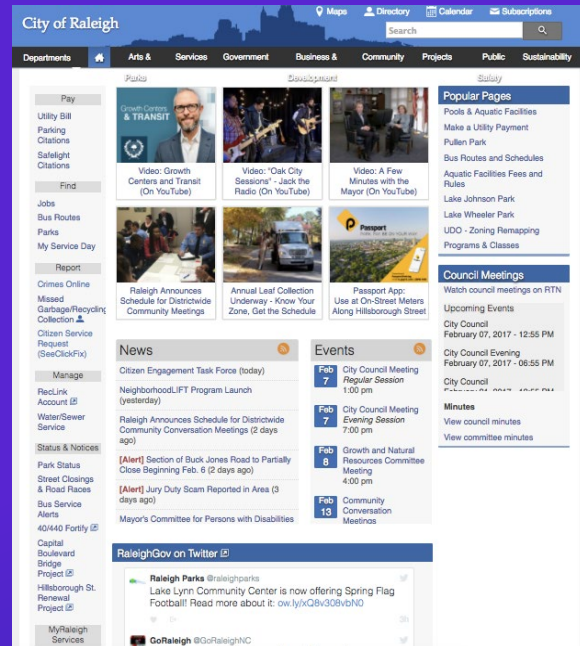 City of Raleigh
Maps
Directory
Calendar
Subscriptions
Search
Departments
Arts &
Parks
Services
Government
Business &
Development
Community
Projects
Public
Safety
Sustainability
Pay
Utility Bill
Parking
Citations
Safelight
Citations
Find
Jobs
Bus Routes
Parks
My Service Day
Report
Crimes Online
Missed
Garbage/Recycling
Collection
Citizen Service
Request
(SeeClickFix)
Manage
RecLink
Account
Water/Sewer
Service
Status & Notices
Park Status
Street Closings
& Road Races
Bus Service
Alerts
40/440 Fortify
Capital
Boulevard
Bridge
Project
Hillsborough St.
Renewal
Project
MyRaleigh
Services
Growth Centers
& TRANSIT
Video: Growth
Centers and Transit
(On YouTube)
Video: "Oak City
Sessions" - Jack the
Radio (On YouTube)
Video: A Few
Minutes with the
Mayor (On YouTube)
Raleigh Announces
Schedule for Districtwide
Community Meetings
Annual Leaf Collection
Underway - Know Your
Zone, Get the Schedule
Passport
Passport App:
Use at On-Street Meters
Along Hillsborough Street
News
Citizen Engagement Task Force (today)
NeighborhoodLIFT Program Launch
(yesterday)
Raleigh Announces Schedule for Districtwide
Community Conversation Meetings (2 days
ago)
[Alert] Section of Buck Jones Road to Partially
Close Beginning Feb. 6 (2 days ago)
[Alert] Jury Duty Scam Reported in Area (3
days ago)
Mayor's Committee for Persons with Disabilities
Events
Feb
7
City Council Meeting
Regular Session
1:00 pm
Feb
7
City Council Meeting
Evening Session
7:00 pm
Feb
8
Growth and Natural
Resources Committee
Meeting
4:00 pm
Feb
13
Community
Conversation
Meetings
RaleighGov on Twitter
Raleigh Parks @raleighparks
Lake Lynn Community Center is now offering Spring Flag
Football! Read more about it: ow.ly/xQ8v308vbN0
GoRaleigh @GoRaleighNC
Popular Pages
Pools & Aquatic Facilities
Make a Utility Payment
Pullen Park
Bus Routes and Schedules
Aquatic Facilities Fees and
Rules
Lake Johnson Park
Lake Wheeler Park
UDO - Zoning Remapping
Programs & Classes
Council Meetings
Watch council meetings on RTN
Upcoming Events
City Council
February 07, 2017 - 12:55 PM
City Council Evening
February 07, 2017 - 06:55 PM
City Council
Minutes
View council minutes
View committee minutes